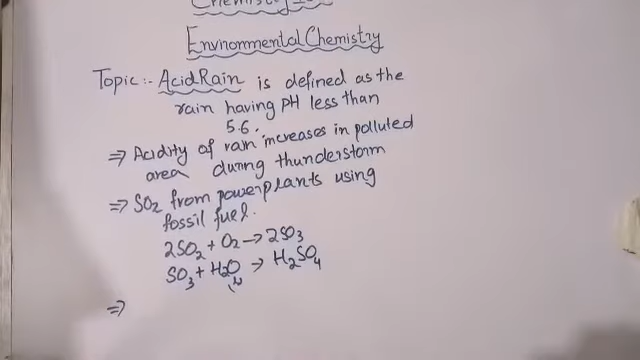 Environmental Chemistry
Topic:- Acid Rain is defined as the
rain having pH less than
5.6.
⇒ Acidity of rain increases in polluted
area during thunderstorm
⇒ SO₂ from powerplants using
fossil fuel.
2SO₂ + O₂ → 2SO₃
SO₃ + H₂O → H₂SO₄
⇒